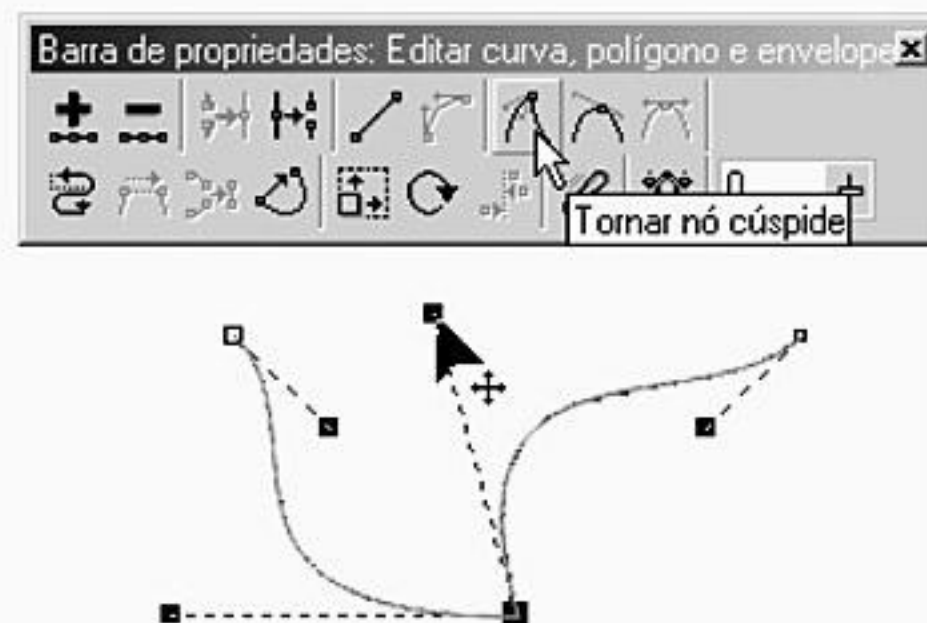 Barra de propriedades: Editar curva, polígono e envelope
Tornar nó cúspide